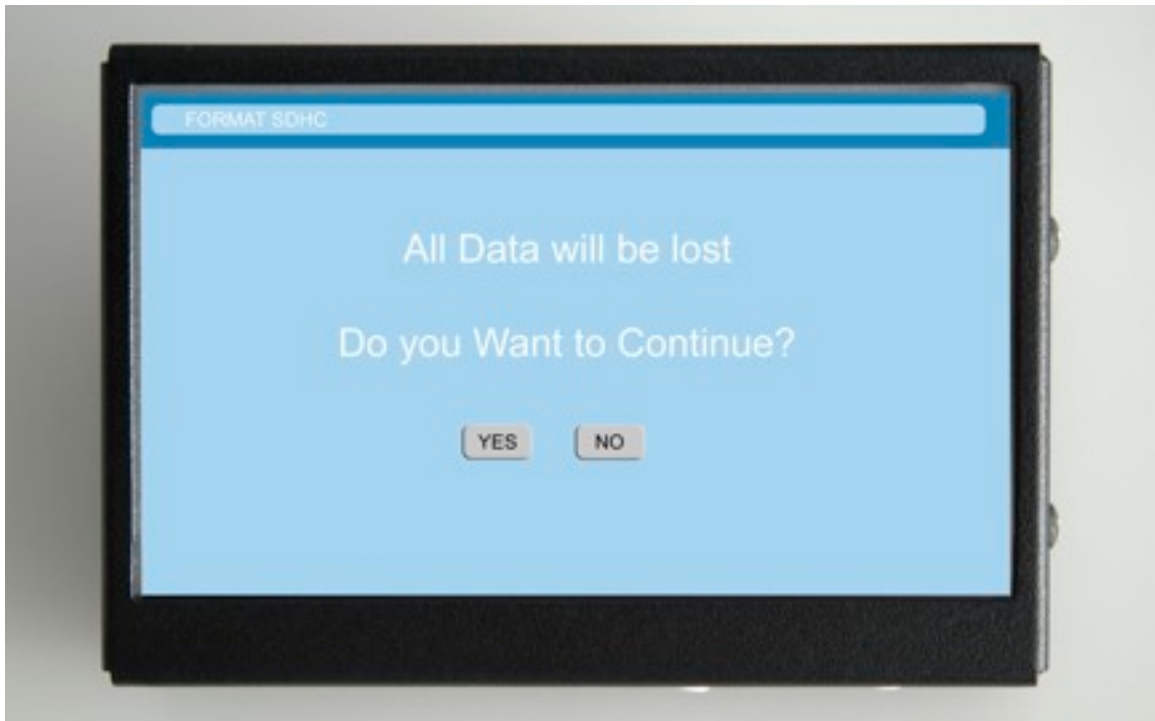 FORMAT SDHC
All Data will be lost
Do you Want to Continue?
YES NO